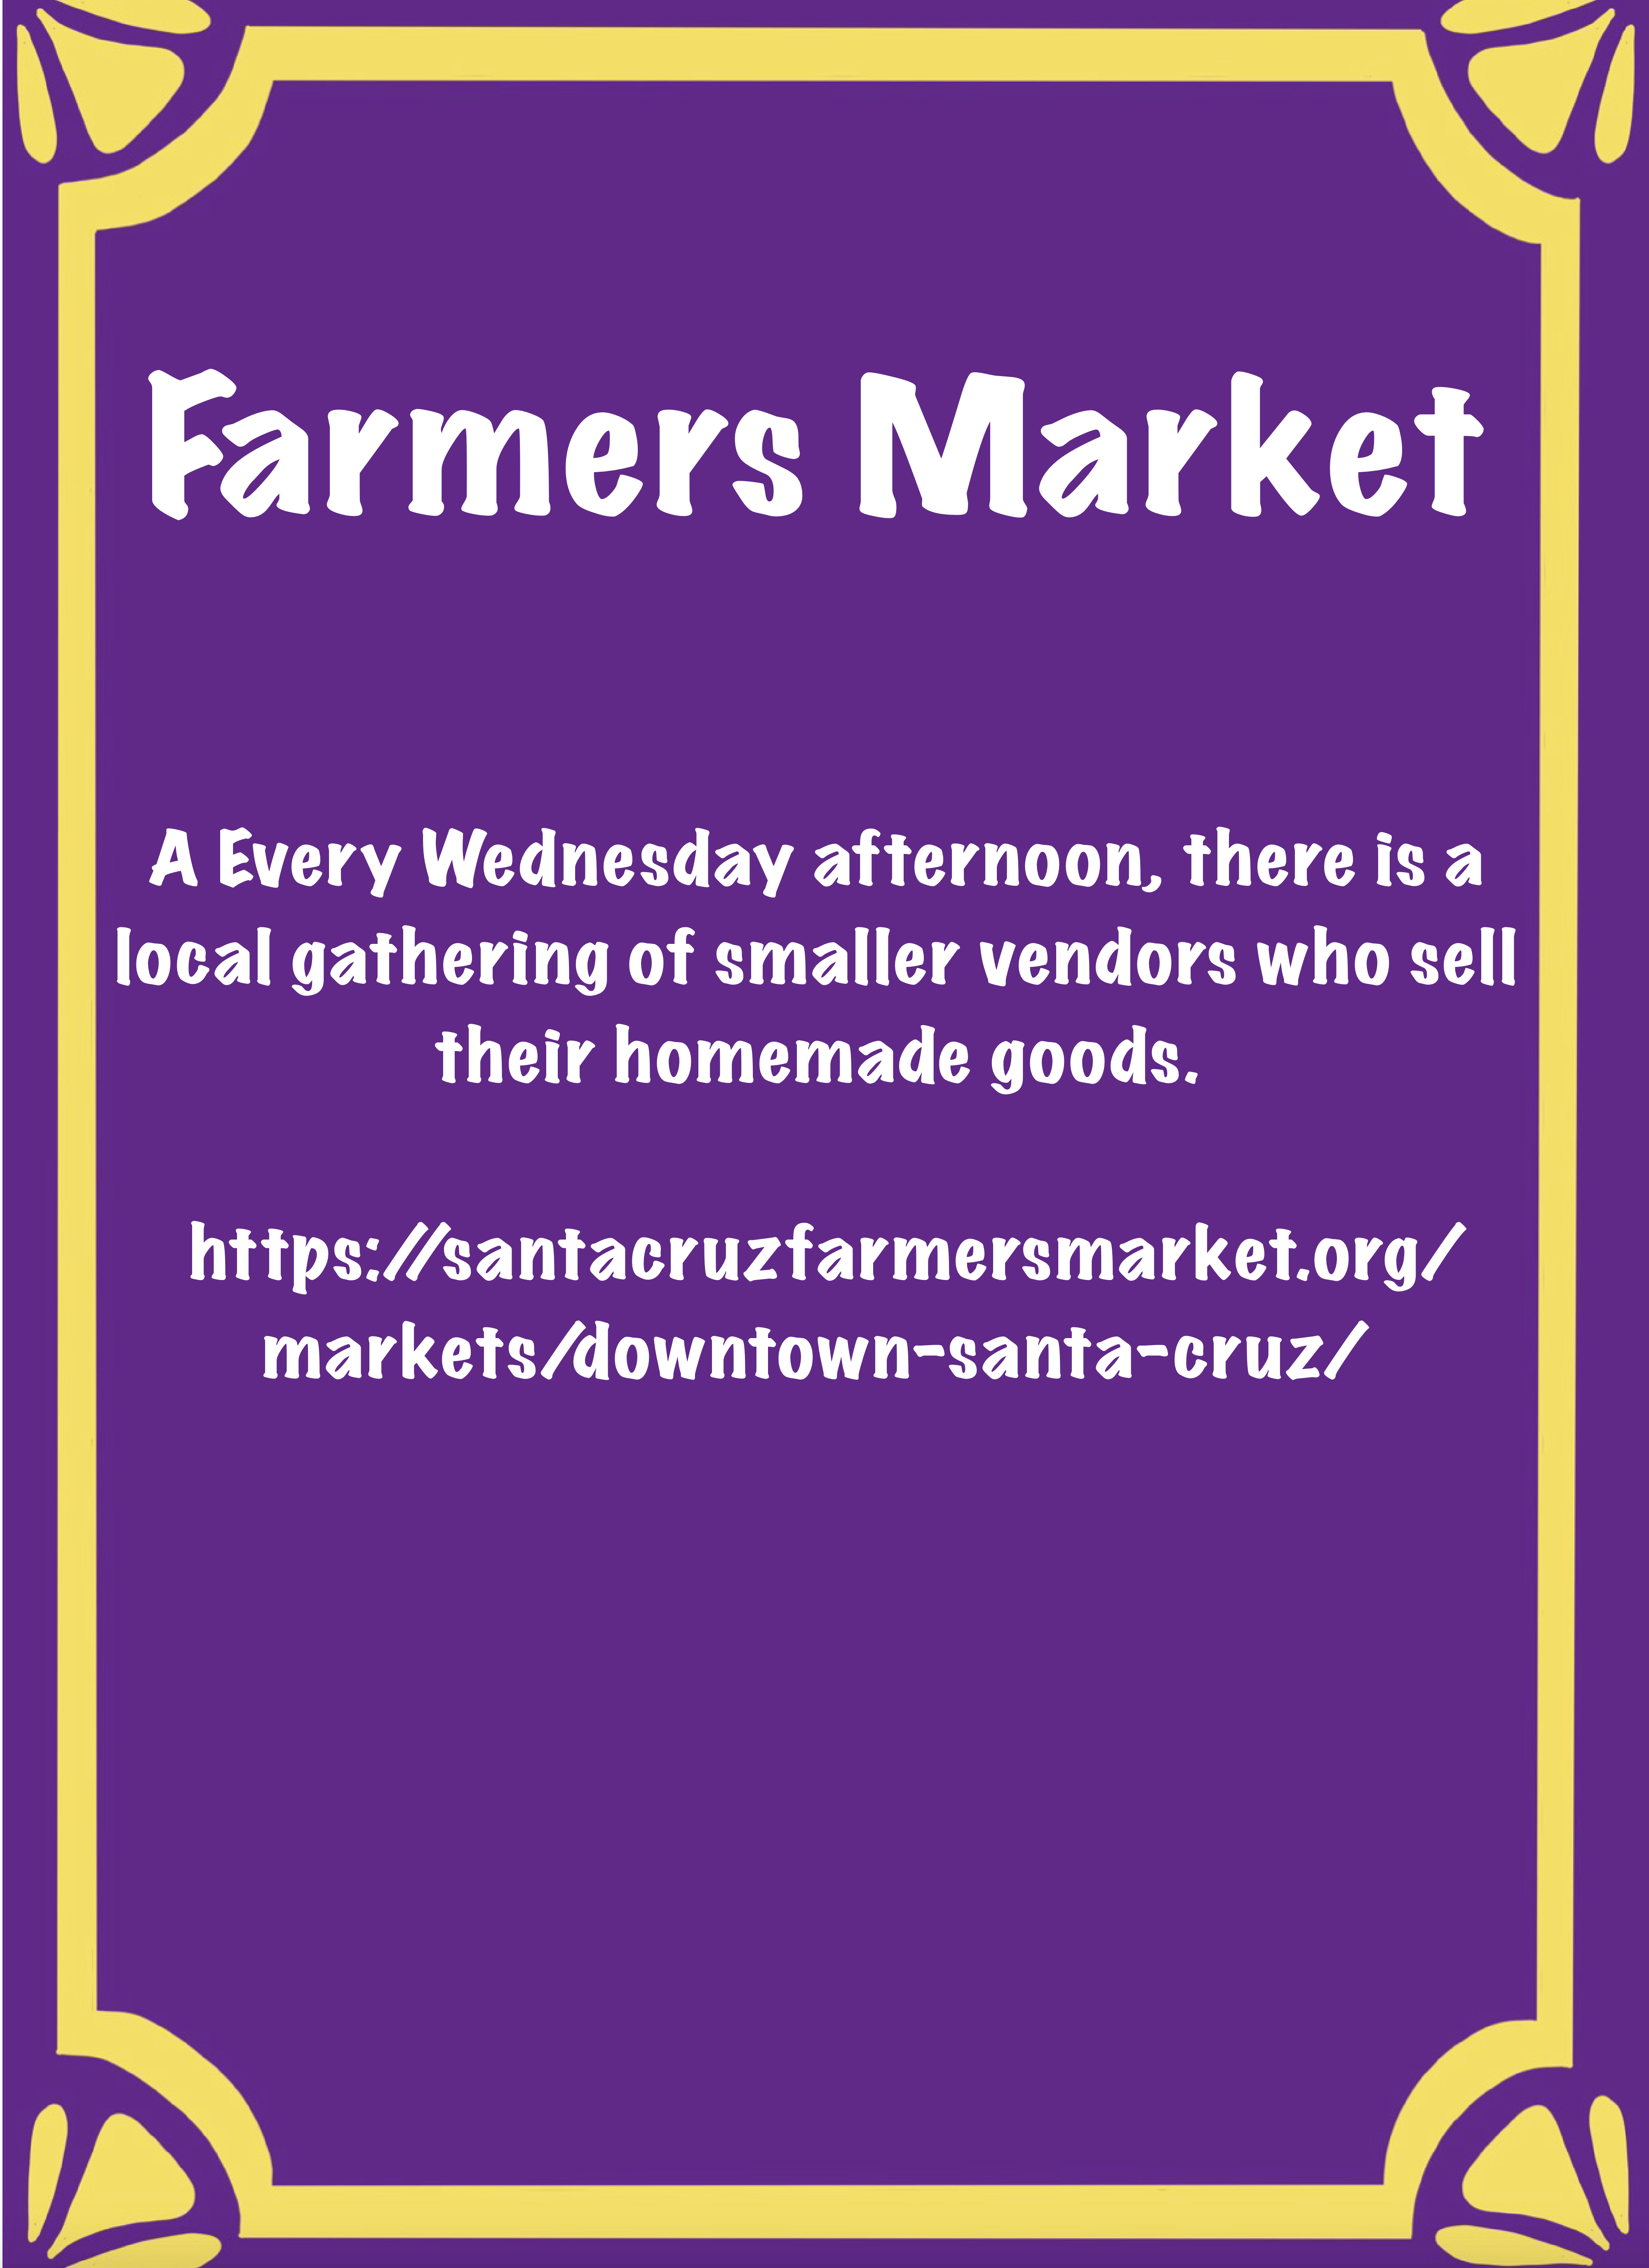 Farmers Market
A Every Wednesday afternoon, there is a
local gathering of smaller vendors who sell
their homemade goods.
https://santacruzfarmersmarket.org/
markets/downtown-santa-cruz/